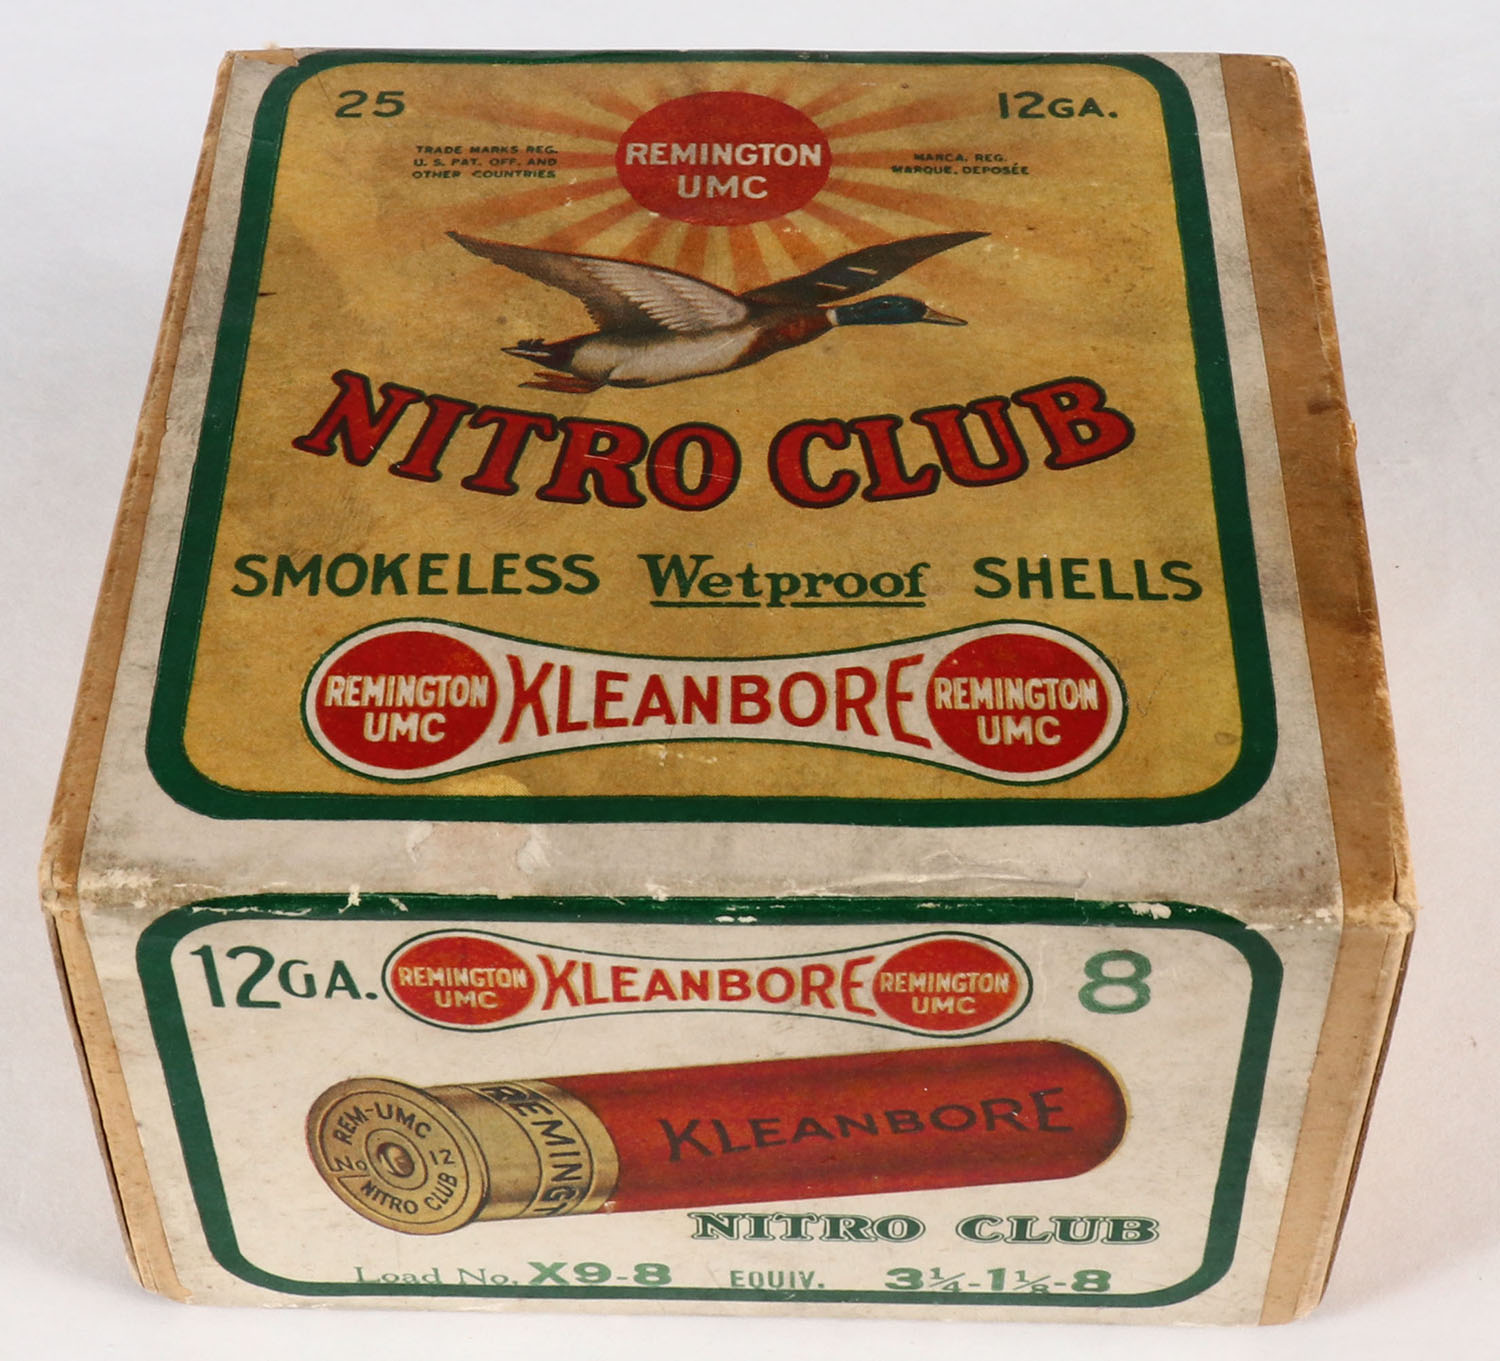 25
12GA.
TRADE MARKS REG.
U. S. PAT. OFF. AND
OTHER COUNTRIES
REMINGTON
UMC
MARCA. REG.
MARQUE. DEPOSÉE
NITRO CLUB
SMOKELESS Wetproof SHELLS
REMINGTON
UMC
KLEANBORE
REMINGTON
UMC
12GA.
REMINGTON
UMC
KLEANBORE
REMINGTON
UMC
8
REM-UMC
No 12
NITRO CLUB
REMINGT
KLEANBORE
NITRO CLUB
Load No. X9-8 EQUIV. 3¼-1⅛-8